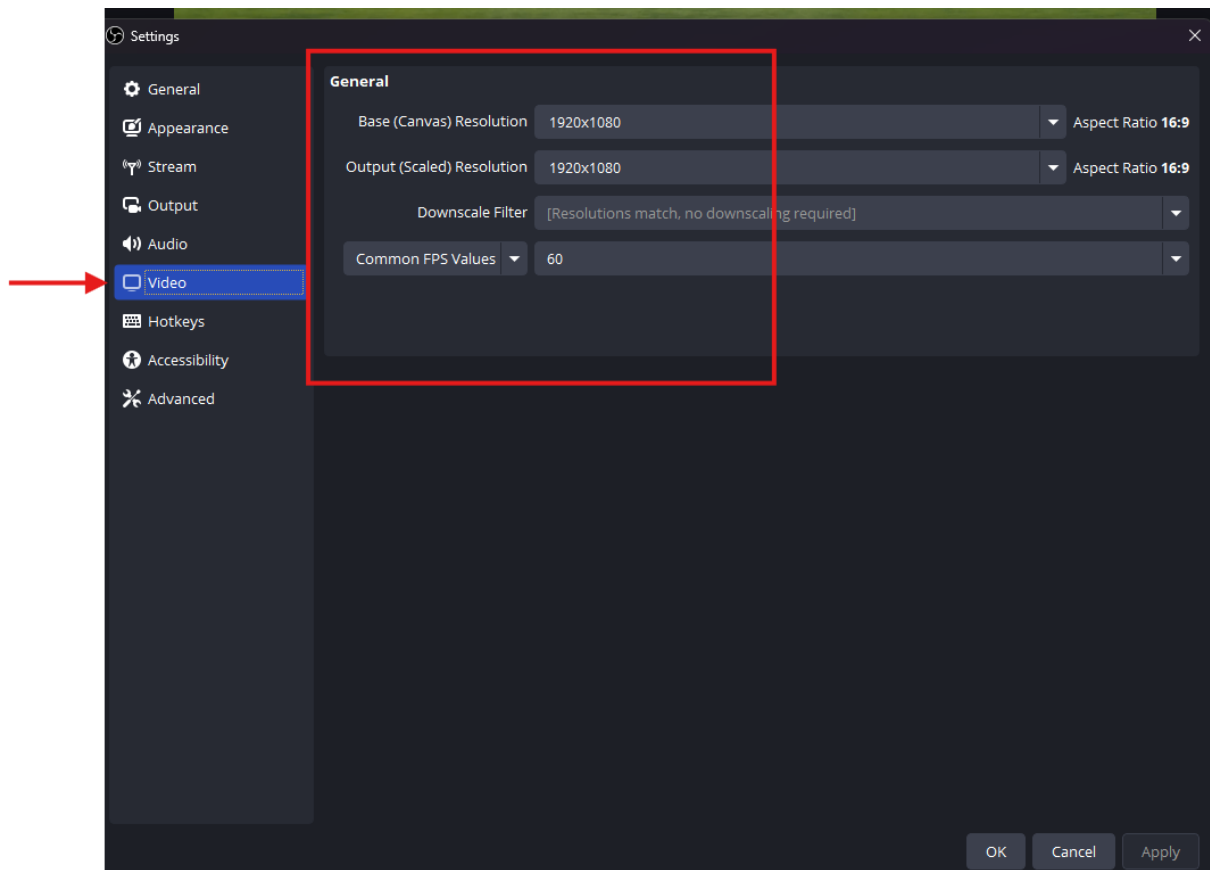 Settings
General
Appearance
Stream
Output
Audio
Video
Hotkeys
Accessibility
Advanced
General
Base (Canvas) Resolution 1920x1080 Aspect Ratio 16:9
Output (Scaled) Resolution 1920x1080 Aspect Ratio 16:9
Downscale Filter [Resolutions match, no downscaling required]
Common FPS Values 60
OK Cancel Apply